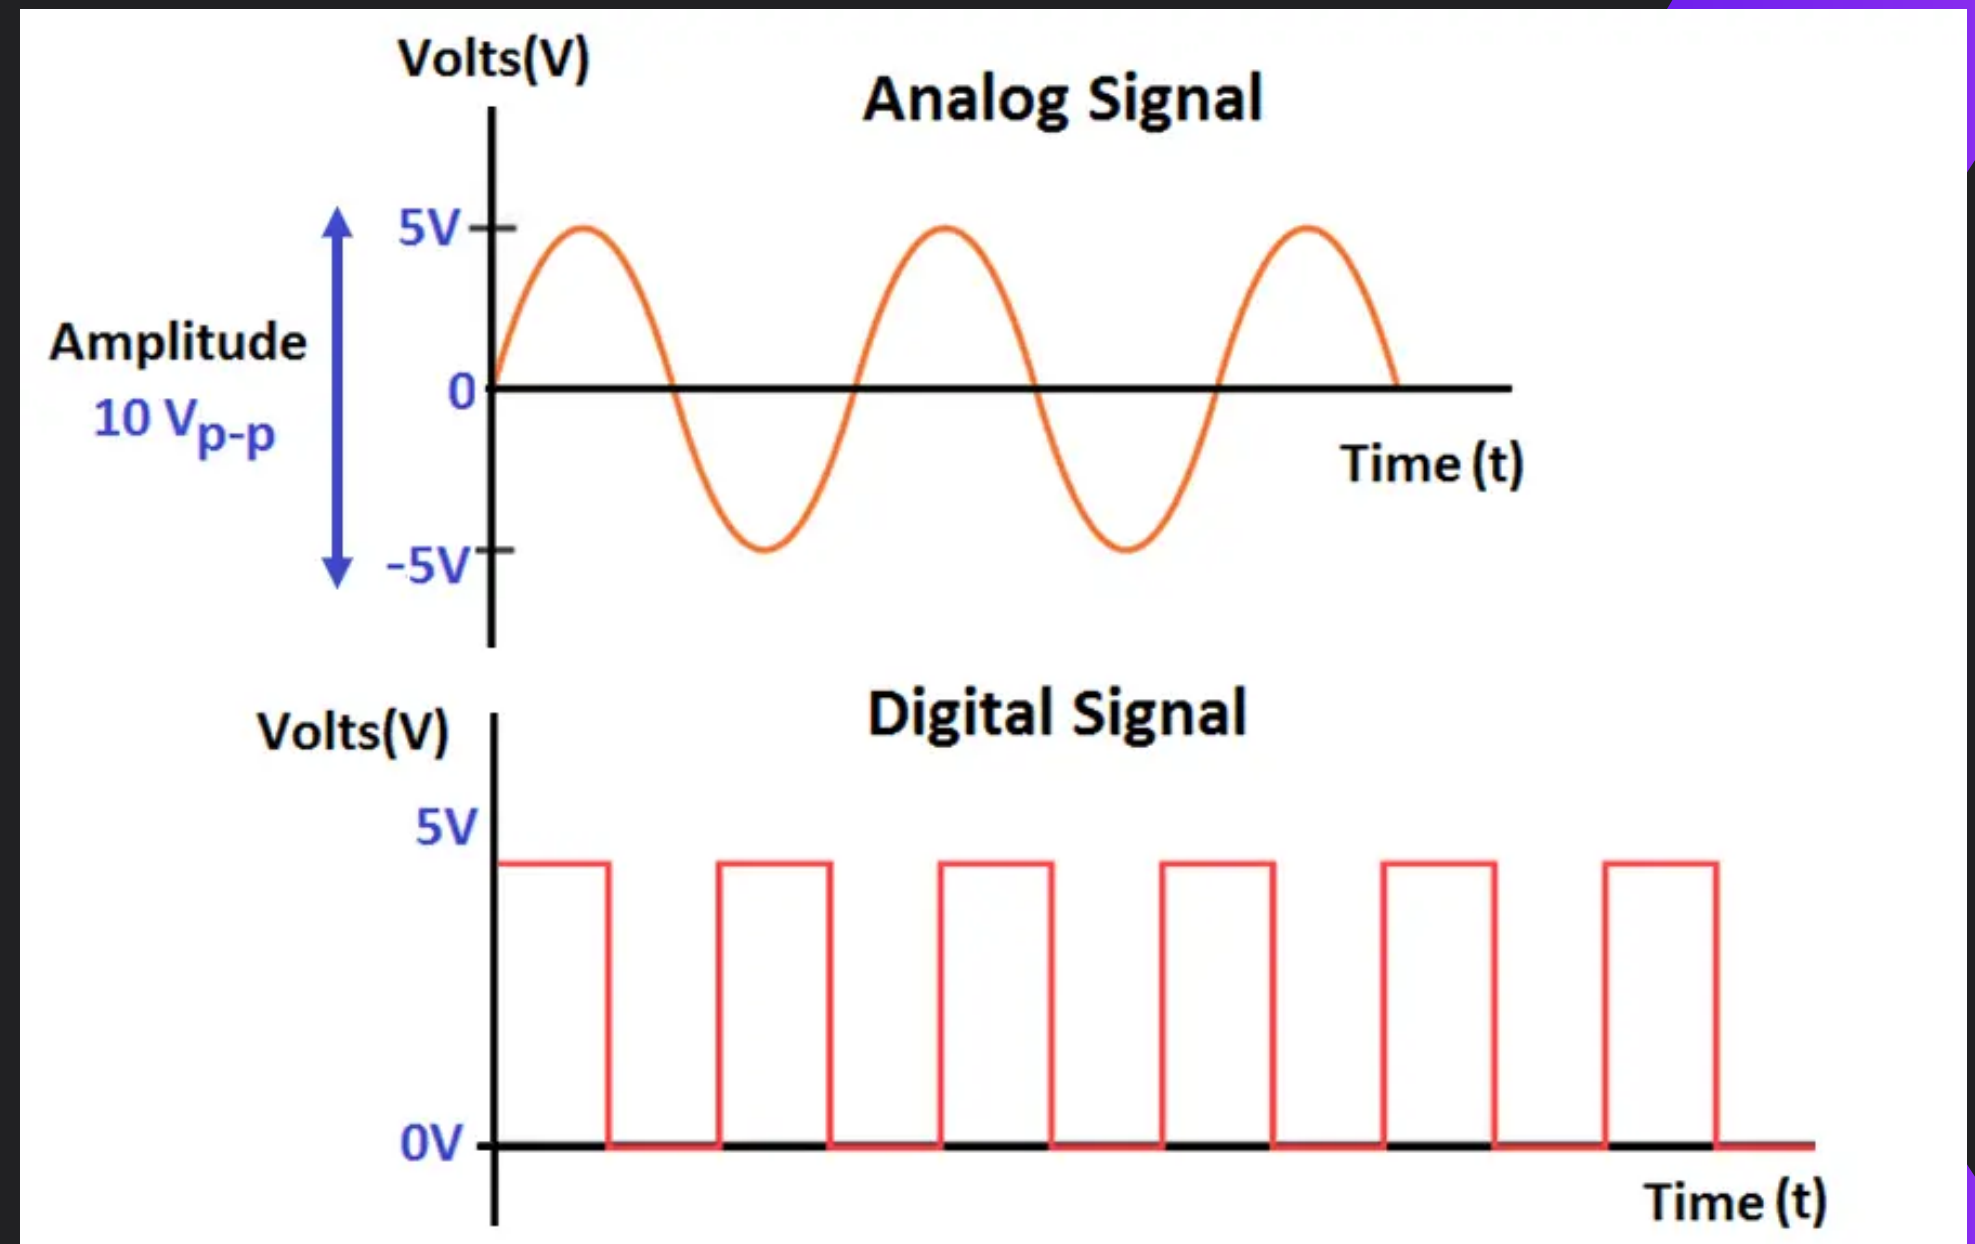 Volts(V)
Analog Signal
5V
Amplitude
10 Vp-p
0
Time (t)
-5V
Digital Signal
Volts(V)
5V
0V
Time (t)